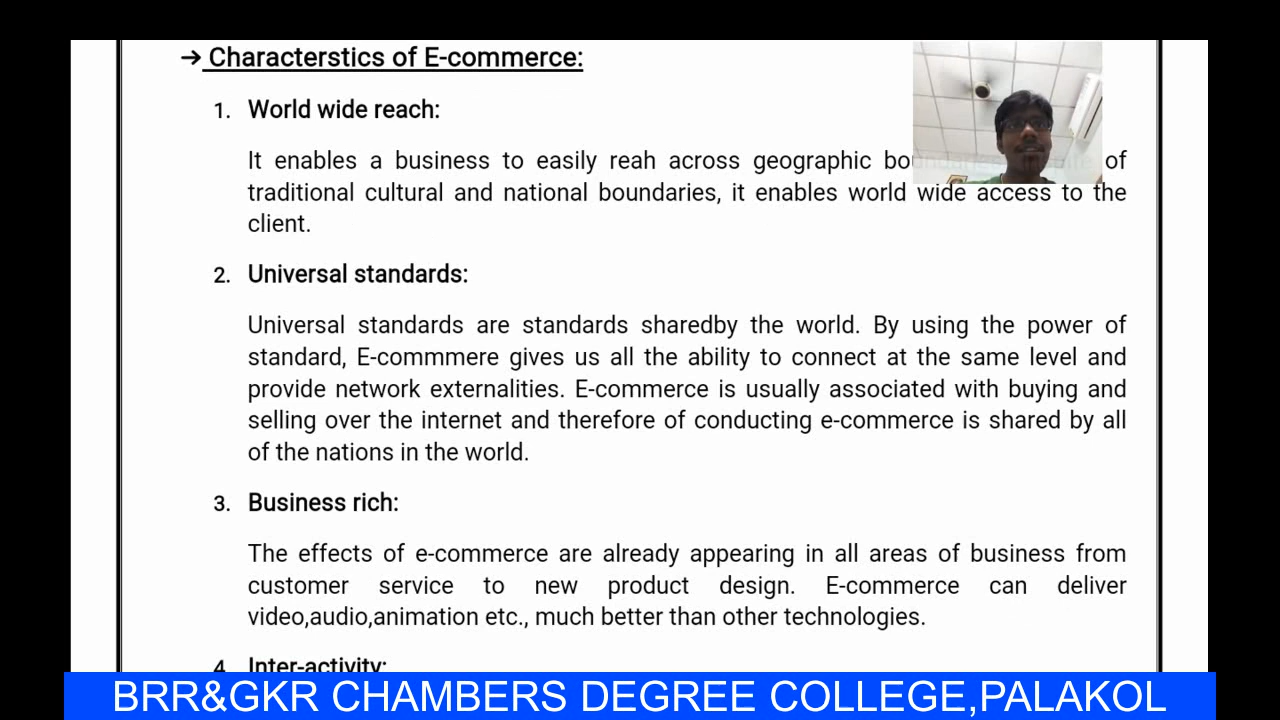 → Characterstics of E-commerce:
1. World wide reach:
It enables a business to easily reah across geographic of
traditional cultural and national boundaries, it enables world wide access to the
client.
2. Universal standards:
Universal standards are standards sharedby the world. By using the power of
standard, E-commmere gives us all the ability to connect at the same level and
provide network externalities. E-commerce is usually associated with buying and
selling over the internet and therefore of conducting e-commerce is shared by all
of the nations in the world.
3. Business rich:
The effects of e-commerce are already appearing in all areas of business from
customer service to new product design. E-commerce can deliver
video,audio,animation etc., much better than other technologies.
4. Inter-activity:
BRR&GKR CHAMBERS DEGREE COLLEGE,PALAKOL